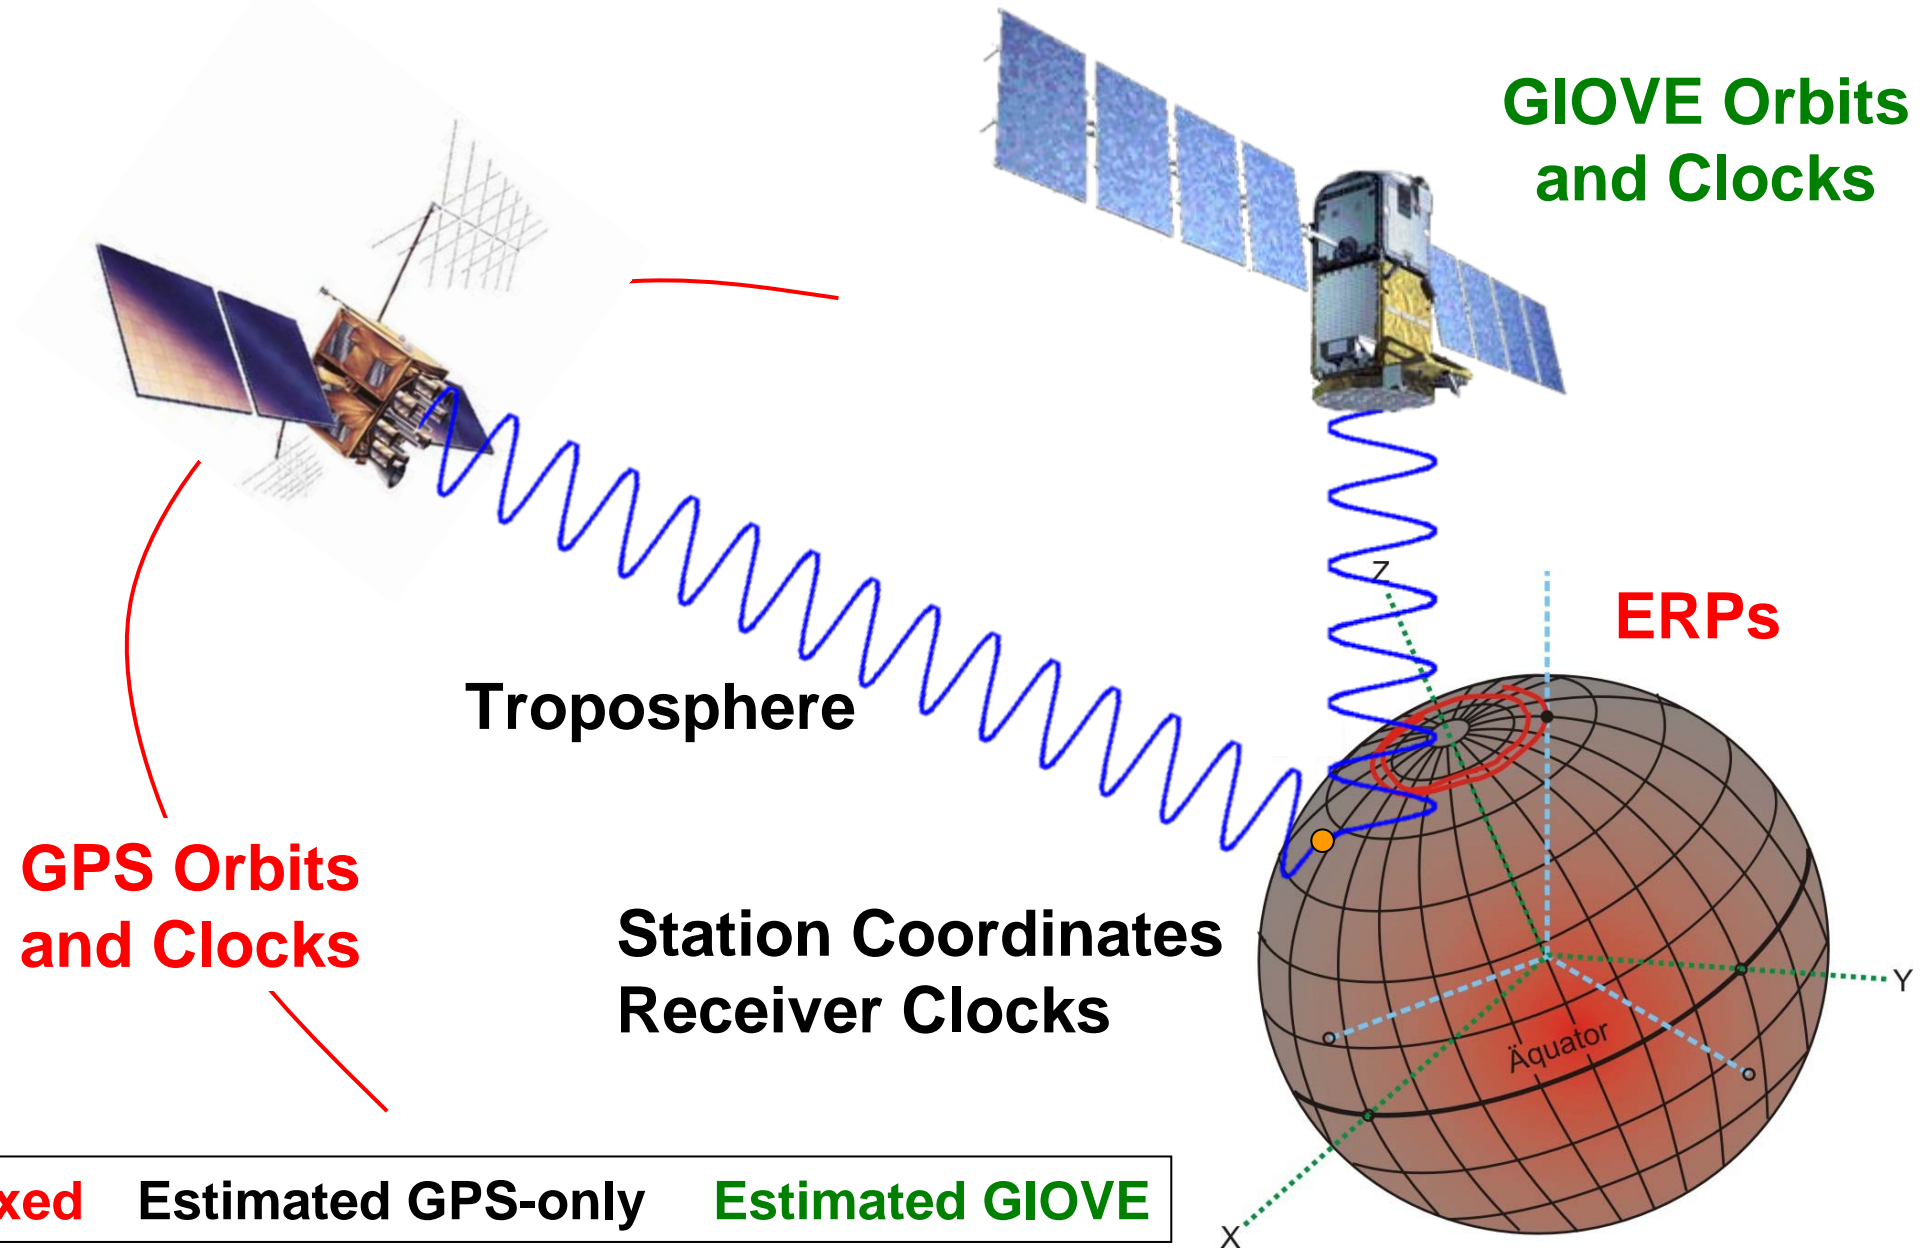 GIOVE Orbits
and Clocks
Z
ERPs
Troposphere
GPS Orbits
and Clocks
Station Coordinates
Receiver Clocks
Y
Äquator
X
xed Estimated GPS-only Estimated GIOVE